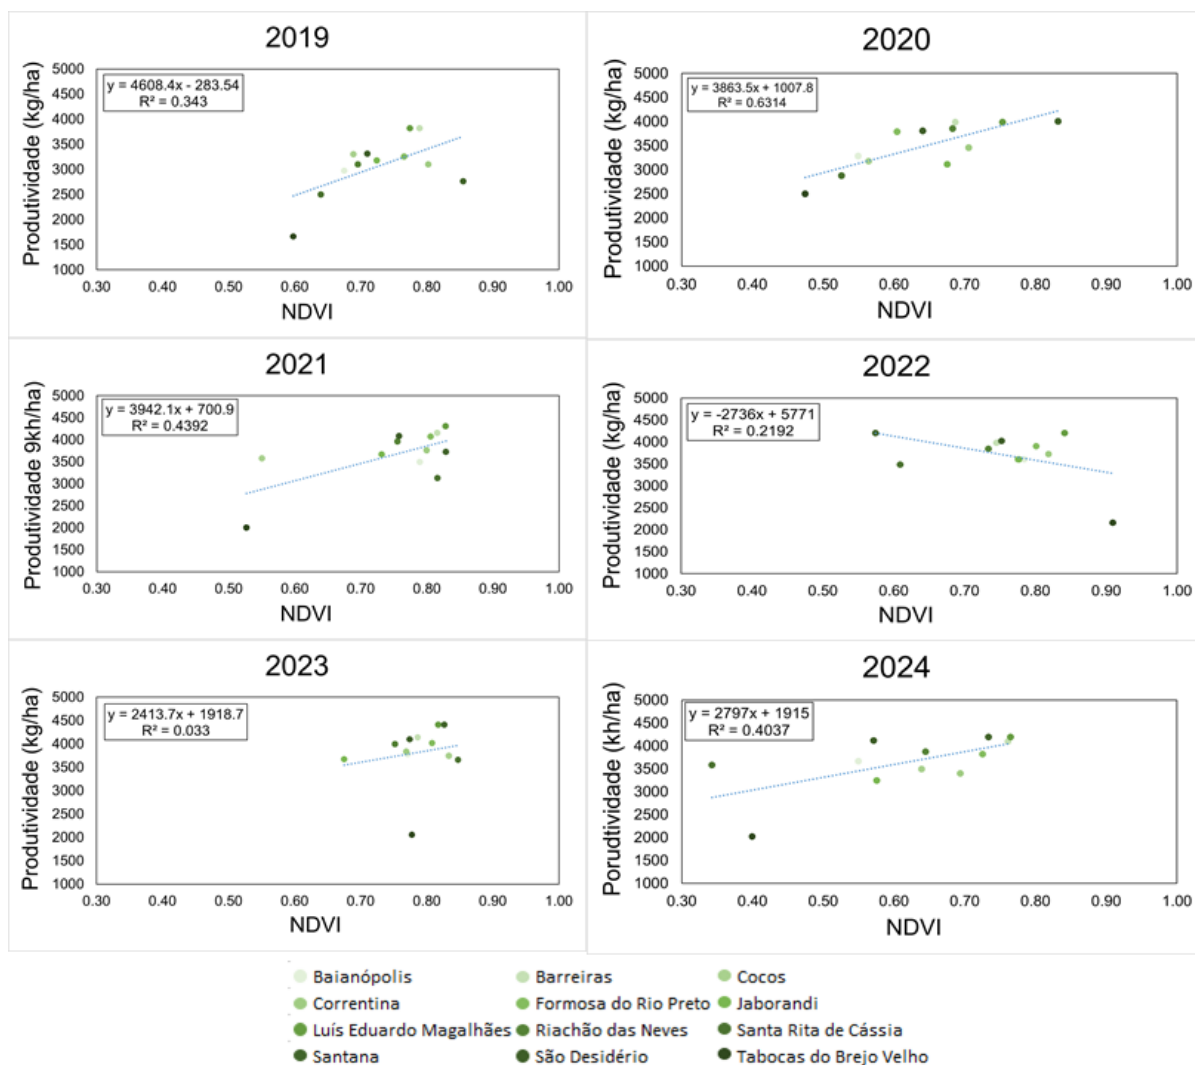 2019
y = 4608.4x - 283.54
R² = 0.343
Produtividade (kg/ha)
5000
4500
4000
3500
3000
2500
2000
1500
1000
0.30 0.40 0.50 0.60 0.70 0.80 0.90 1.00
NDVI
2020
y = 3863.5x + 1007.8
R² = 0.6314
Produtividade (kg/ha)
5000
4500
4000
3500
3000
2500
2000
1500
1000
0.30 0.40 0.50 0.60 0.70 0.80 0.90 1.00
NDVI
2021
y = 3942.1x + 700.9
R² = 0.4392
Produtividade 9kh/ha)
5000
4500
4000
3500
3000
2500
2000
1500
1000
0.30 0.40 0.50 0.60 0.70 0.80 0.90 1.00
NDVI
2022
y = -2736x + 5771
R² = 0.2192
Produtividade (kg/ha)
5000
4500
4000
3500
3000
2500
2000
1500
1000
0.30 0.40 0.50 0.60 0.70 0.80 0.90 1.00
NDVI
2023
y = 2413.7x + 1918.7
R² = 0.033
Produtividade (kg/ha)
5000
4500
4000
3500
3000
2500
2000
1500
1000
0.30 0.40 0.50 0.60 0.70 0.80 0.90 1.00
NDVI
2024
y = 2797x + 1915
R² = 0.4037
Porudtividade (kh/ha)
5000
4500
4000
3500
3000
2500
2000
1500
1000
0.30 0.40 0.50 0.60 0.70 0.80 0.90 1.00
NDVI
Baianópolis Barreiras Cocos
Correntina Formosa do Rio Preto Jaborandi
Luís Eduardo Magalhães Riachão das Neves Santa Rita de Cássia
Santana São Desidério Tabocas do Brejo Velho